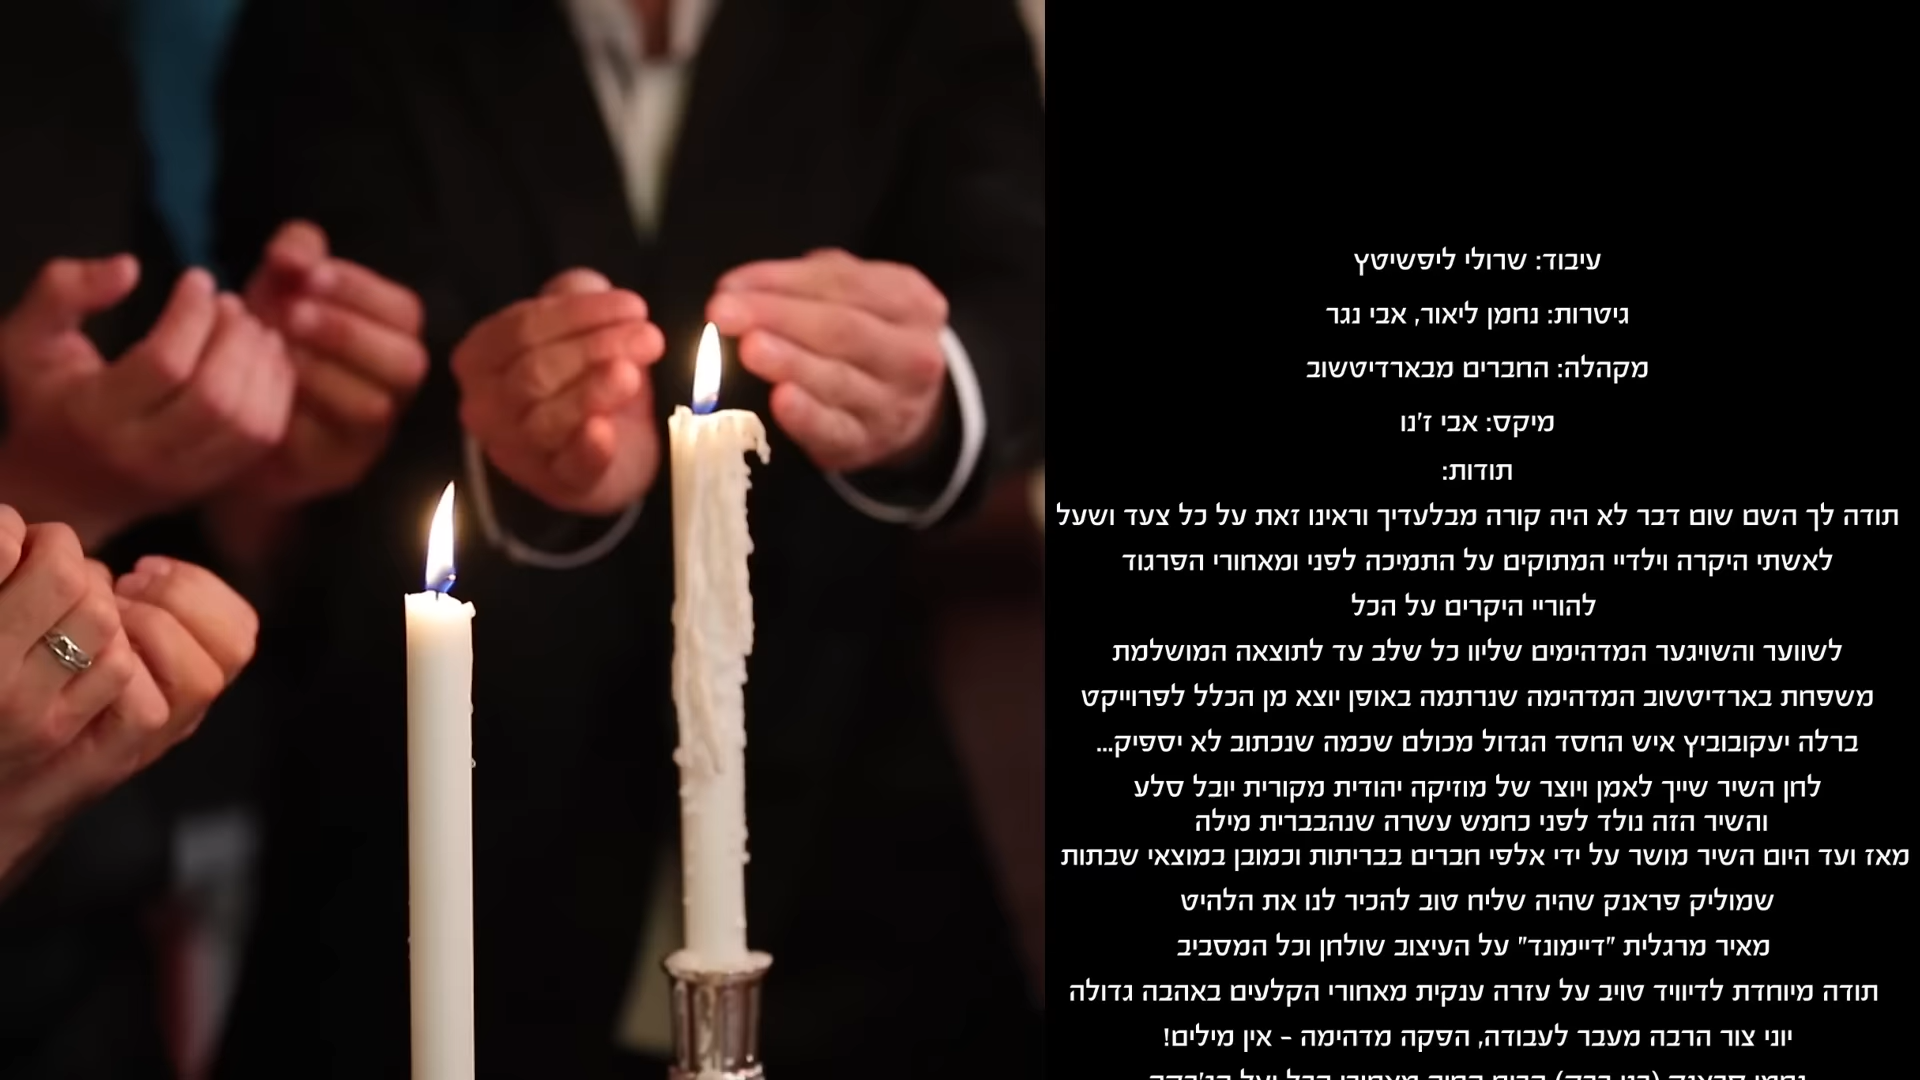 עיבוד: שרולי ליפשיטץ
גיטרות: נחמן ליאור, אבי נגר
מקהלה: החברים מבארדיטשוב
מיקס: אבי ז'נו
תודות:
תודה לך השם שום דבר לא היה קורה מבלעדיך וראינו זאת על כל צעד ושעל
לאשתי היקרה וילדיי המתוקים על התמיכה לפני ומאחורי הפרגוד
להוריי היקרים על הכל
לשווער והשויגער המדהימים שליוו כל שלב עד לתוצאה המושלמת
משפחת בארדיטשוב המדהימה שנרתמה באופן יוצא מן הכלל לפרוייקט
ברלה יעקובוביץ איש החסד הגדול מכולם שכמה שנכתוב לא יספיק...
לחן השיר שייך לאמן ויוצר של מוזיקה יהודית מקורית יובל סלע
והשיר הזה נולד לפני כחמש עשרה שנהבברית מילה
מאז ועד היום השיר מושר על ידי אלפי חברים בבריתות וכמובן במוצאי שבתות
שמוליק פראנק שהיה שליח טוב להכיר לנו את הלהיט
מאיר מרגלית "דיימונד" על העיצוב שולחן וכל המסביב
תודה מיוחדת לדיוויד טויב על עזרה ענקית מאחורי הקלעים באהבה גדולה
יוני צור הרבה מעבר לעבודה, הפקה מדהימה - אין מילים!